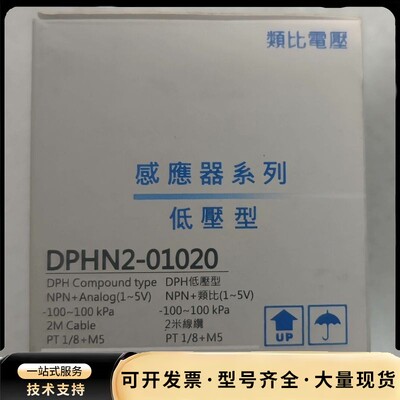 類比電壓
感應器系列
低壓型
DPHN2-01020
DPH Compound type DPH低壓型
NPN+Analog(1~5V) NPN+類比(1~5V)
-100~100 kPa -100~100 kPa
2M Cable 2米線纜
PT 1/8+M5 PT 1/8+M5
UP
一站式服务
技术支持
可开发票·型号齐全·大量现货